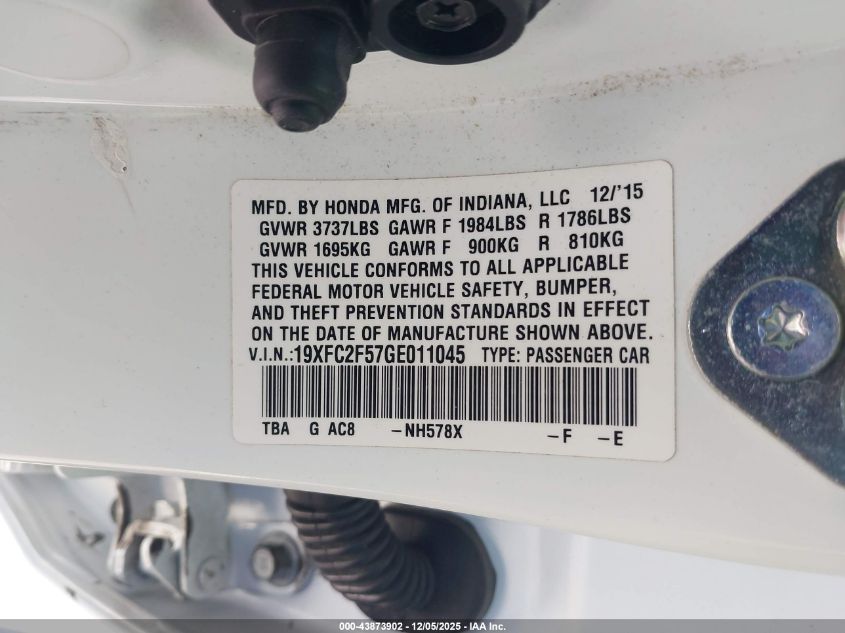 MFD. BY HONDA MFG. OF INDIANA, LLC 12/'15
GVWR 3737LBS GAWR F 1984LBS R 1786LBS
GVWR 1695KG GAWR F 900KG R 810KG
THIS VEHICLE CONFORMS TO ALL APPLICABLE
FEDERAL MOTOR VEHICLE SAFETY, BUMPER,
AND THEFT PREVENTION STANDARDS IN EFFECT
ON THE DATE OF MANUFACTURE SHOWN ABOVE.
V.I.N.:19XFC2F57GE011045 TYPE: PASSENGER CAR
TBA G AC8 -NH578X -F -E
000-43873902 - 12/05/2025 - IAA Inc.